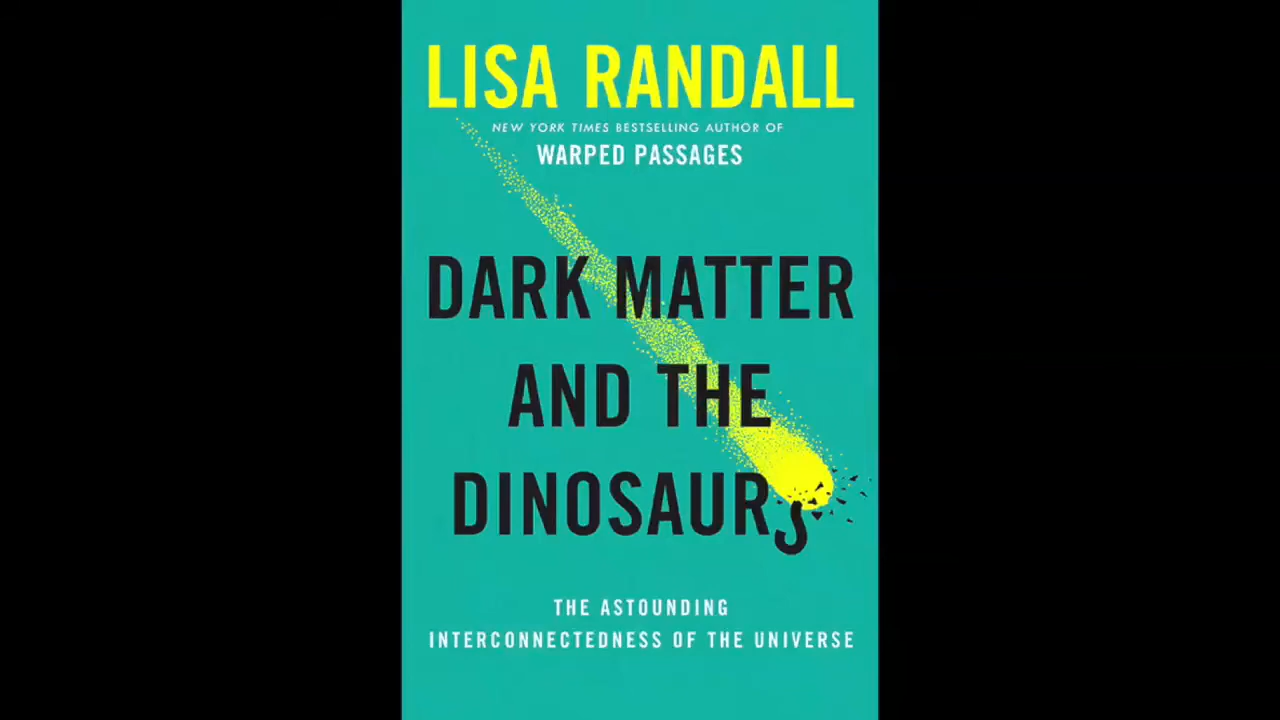 LISA RANDALL
NEW YORK TIMES BESTSELLING AUTHOR OF
WARPED PASSAGES
DARK MATTER
AND THE
DINOSAURS
THE ASTOUNDING
INTERCONNECTEDNESS OF THE UNIVERSE